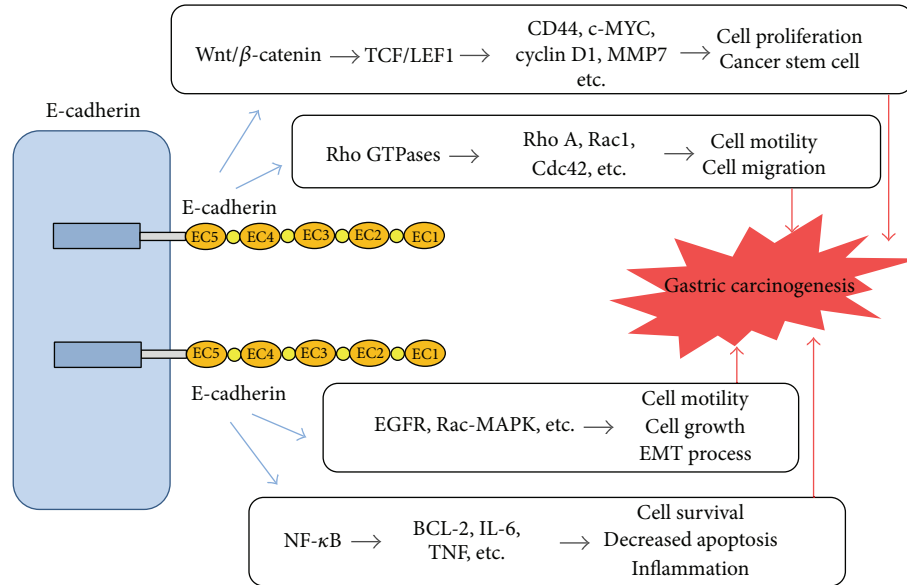 Wnt/β-catenin → TCF/LEF1 →
CD44, c-MYC,
cyclin D1, MMP7
etc.
→ Cell proliferation
Cancer stem cell
E-cadherin
Rho GTPases →
Rho A, Rac1,
Cdc42, etc.
→ Cell motility
Cell migration
E-cadherin
EC5 EC4 EC3 EC2 EC1
Gastric carcinogenesis
EC5 EC4 EC3 EC2 EC1
E-cadherin
EGFR, Rac-MAPK, etc. →
Cell motility
Cell growth
EMT process
NF-κB →
BCL-2, IL-6,
TNF, etc.
→ Cell survival
Decreased apoptosis
Inflammation